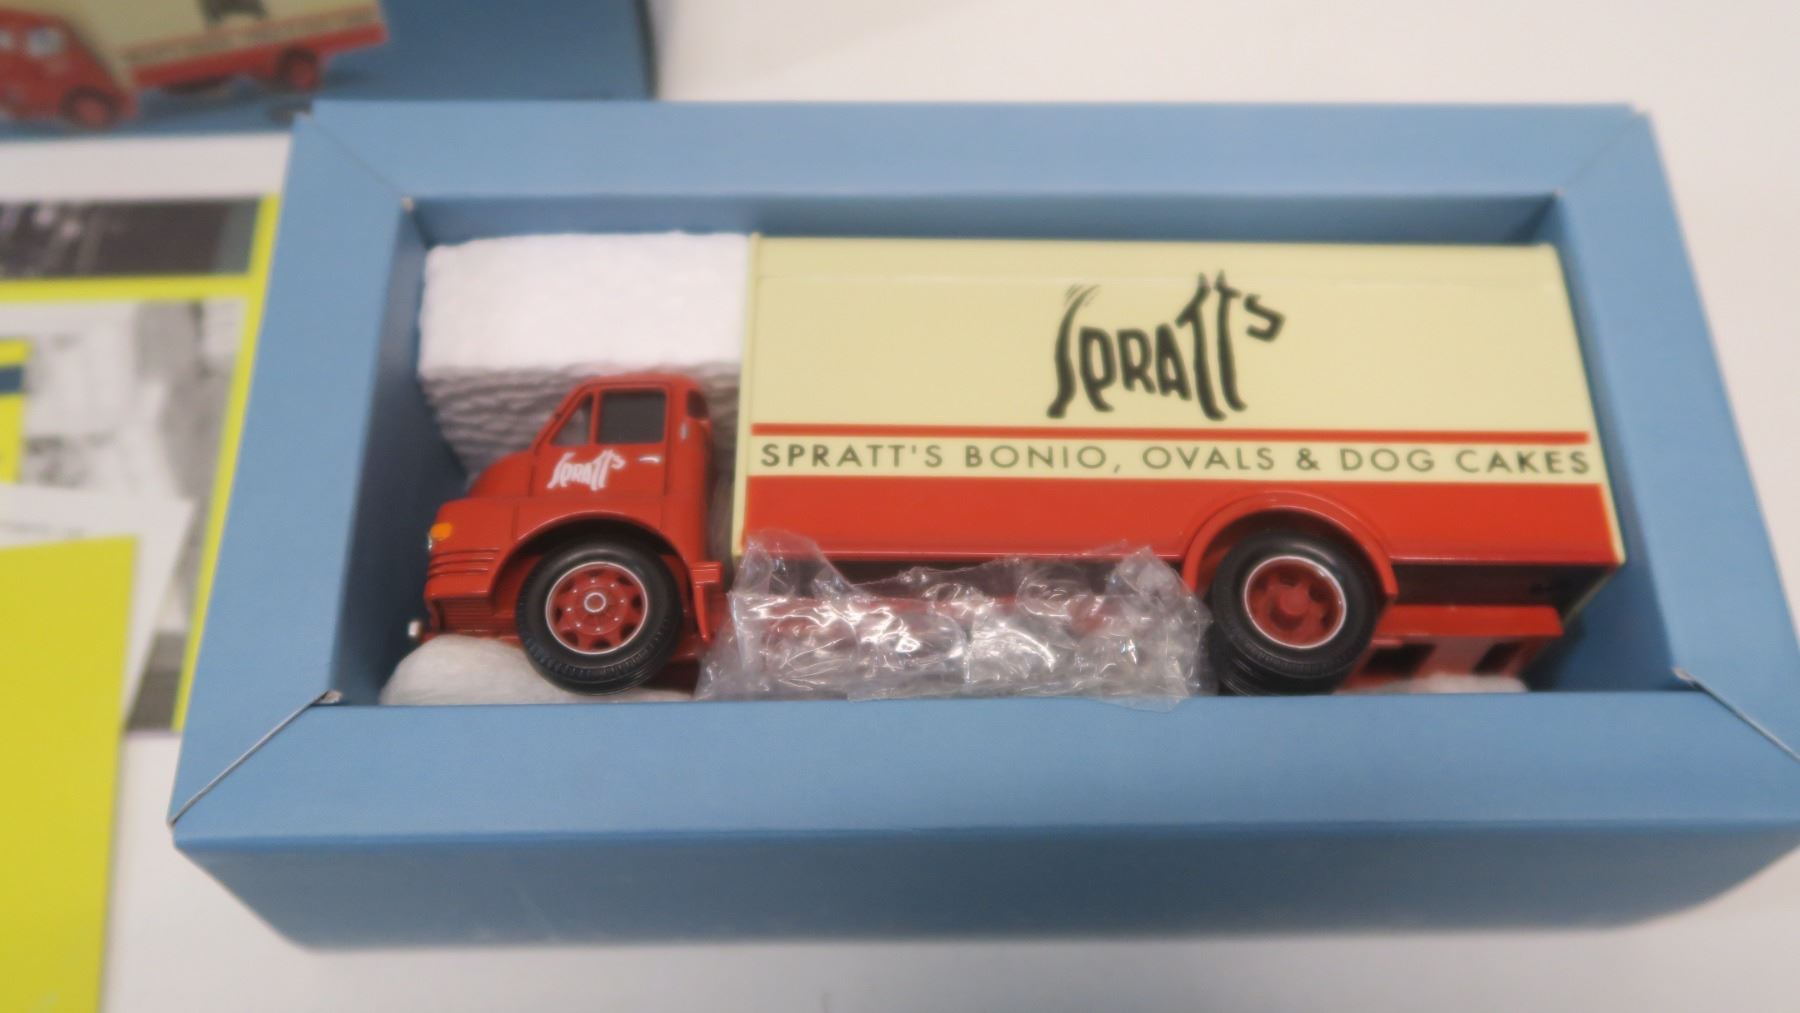 SPRATT'S
SPRATT'S BONIO, OVALS & DOG CAKES
SPRATT'S